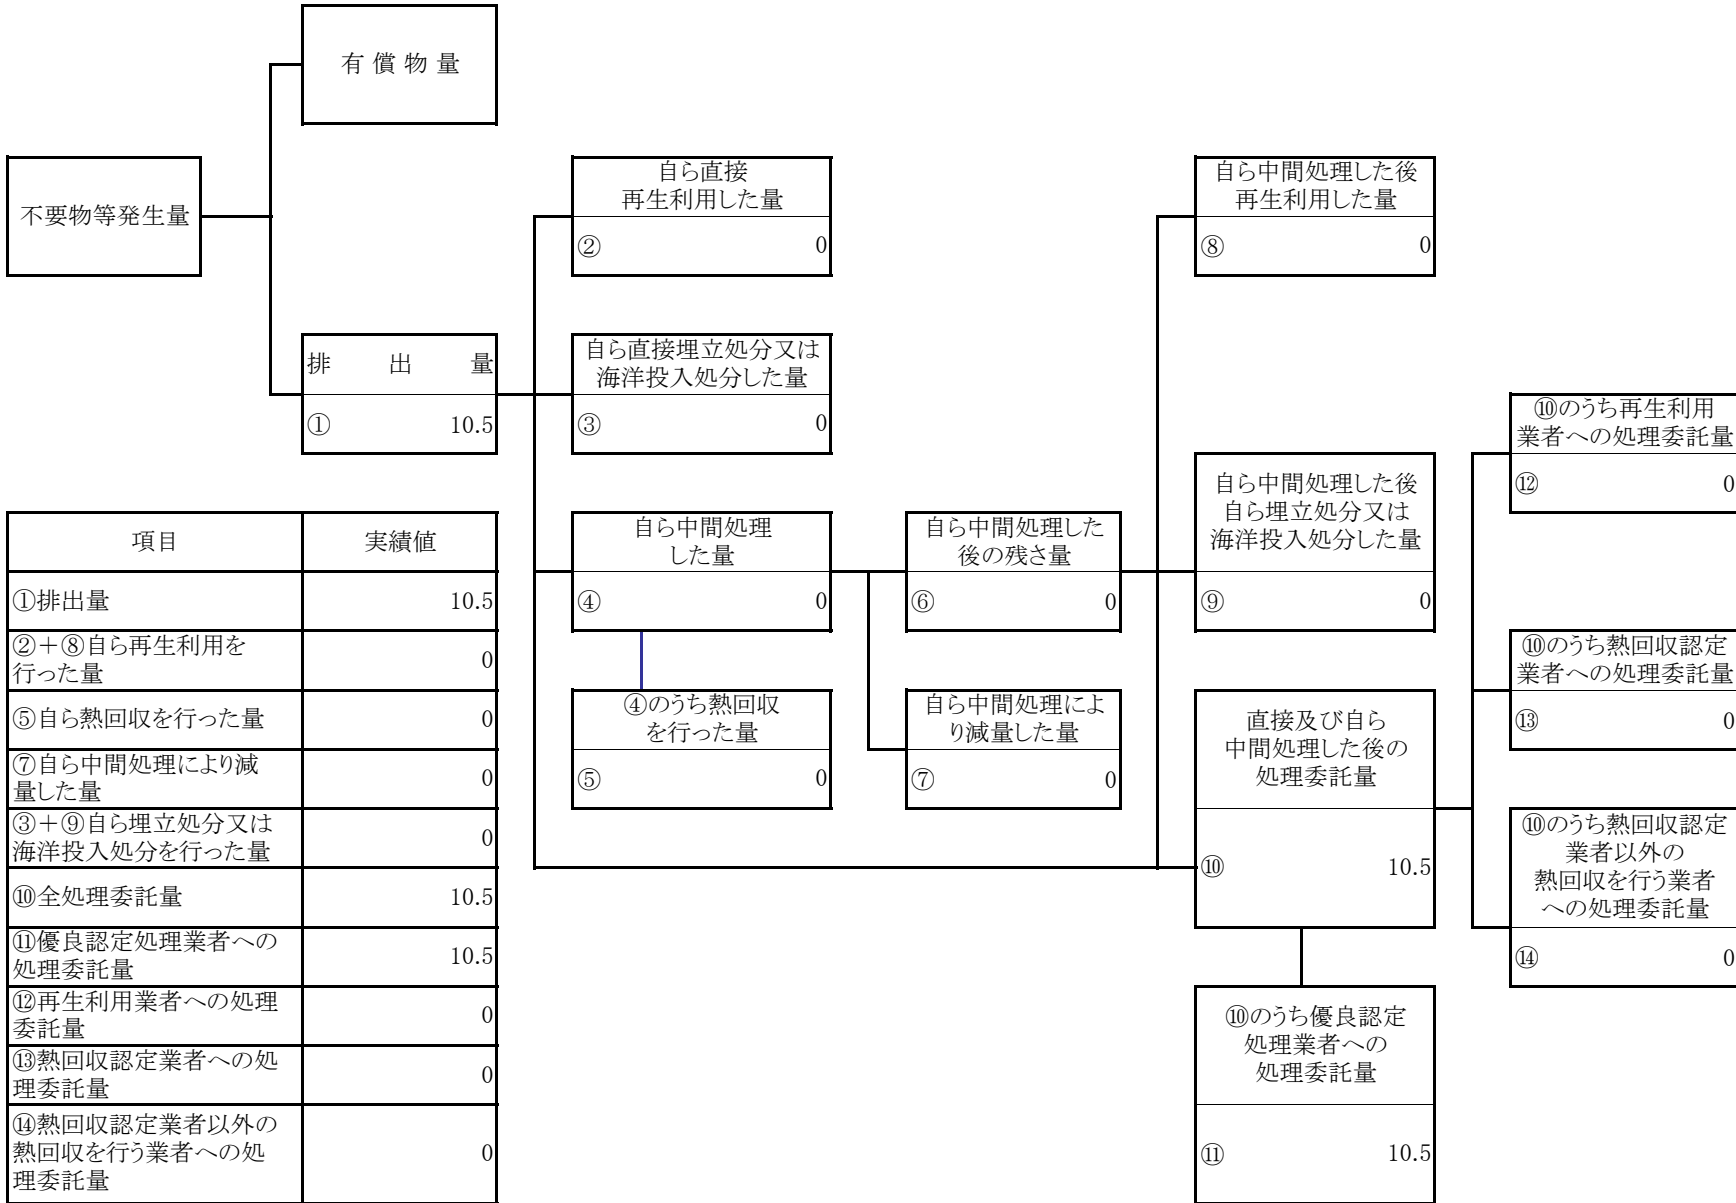 有 償 物 量
不要物等発生量
自ら直接
再生利用した量
② 0
自ら中間処理した後
再生利用した量
⑧ 0
排 出 量
① 10.5
自ら直接埋立処分又は
海洋投入処分した量
③ 0
⑩のうち再生利用
業者への処理委託量
⑫ 0
自ら中間処理した後
自ら埋立処分又は
海洋投入処分した量
⑨ 0
自ら中間処理
した量
④ 0
自ら中間処理した
後の残さ量
⑥ 0
⑩のうち熱回収認定
業者への処理委託量
⑬ 0
④のうち熱回収
を行った量
⑤ 0
自ら中間処理によ
り減量した量
⑦ 0
直接及び自ら
中間処理した後の
処理委託量
⑩ 10.5
⑩のうち熱回収認定
業者以外の
熱回収を行う業者
への処理委託量
⑭ 0
⑩のうち優良認定
処理業者への
処理委託量
⑪ 10.5
項目 実績値
①排出量 10.5
②＋⑧自ら再生利用を
行った量 0
⑤自ら熱回収を行った量 0
⑦自ら中間処理により減
量した量 0
③＋⑨自ら埋立処分又は
海洋投入処分を行った量 0
⑩全処理委託量 10.5
⑪優良認定処理業者への
処理委託量 10.5
⑫再生利用業者への処理
委託量 0
⑬熱回収認定業者への処
理委託量 0
⑭熱回収認定業者以外の
熱回収を行う業者への処
理委託量 0